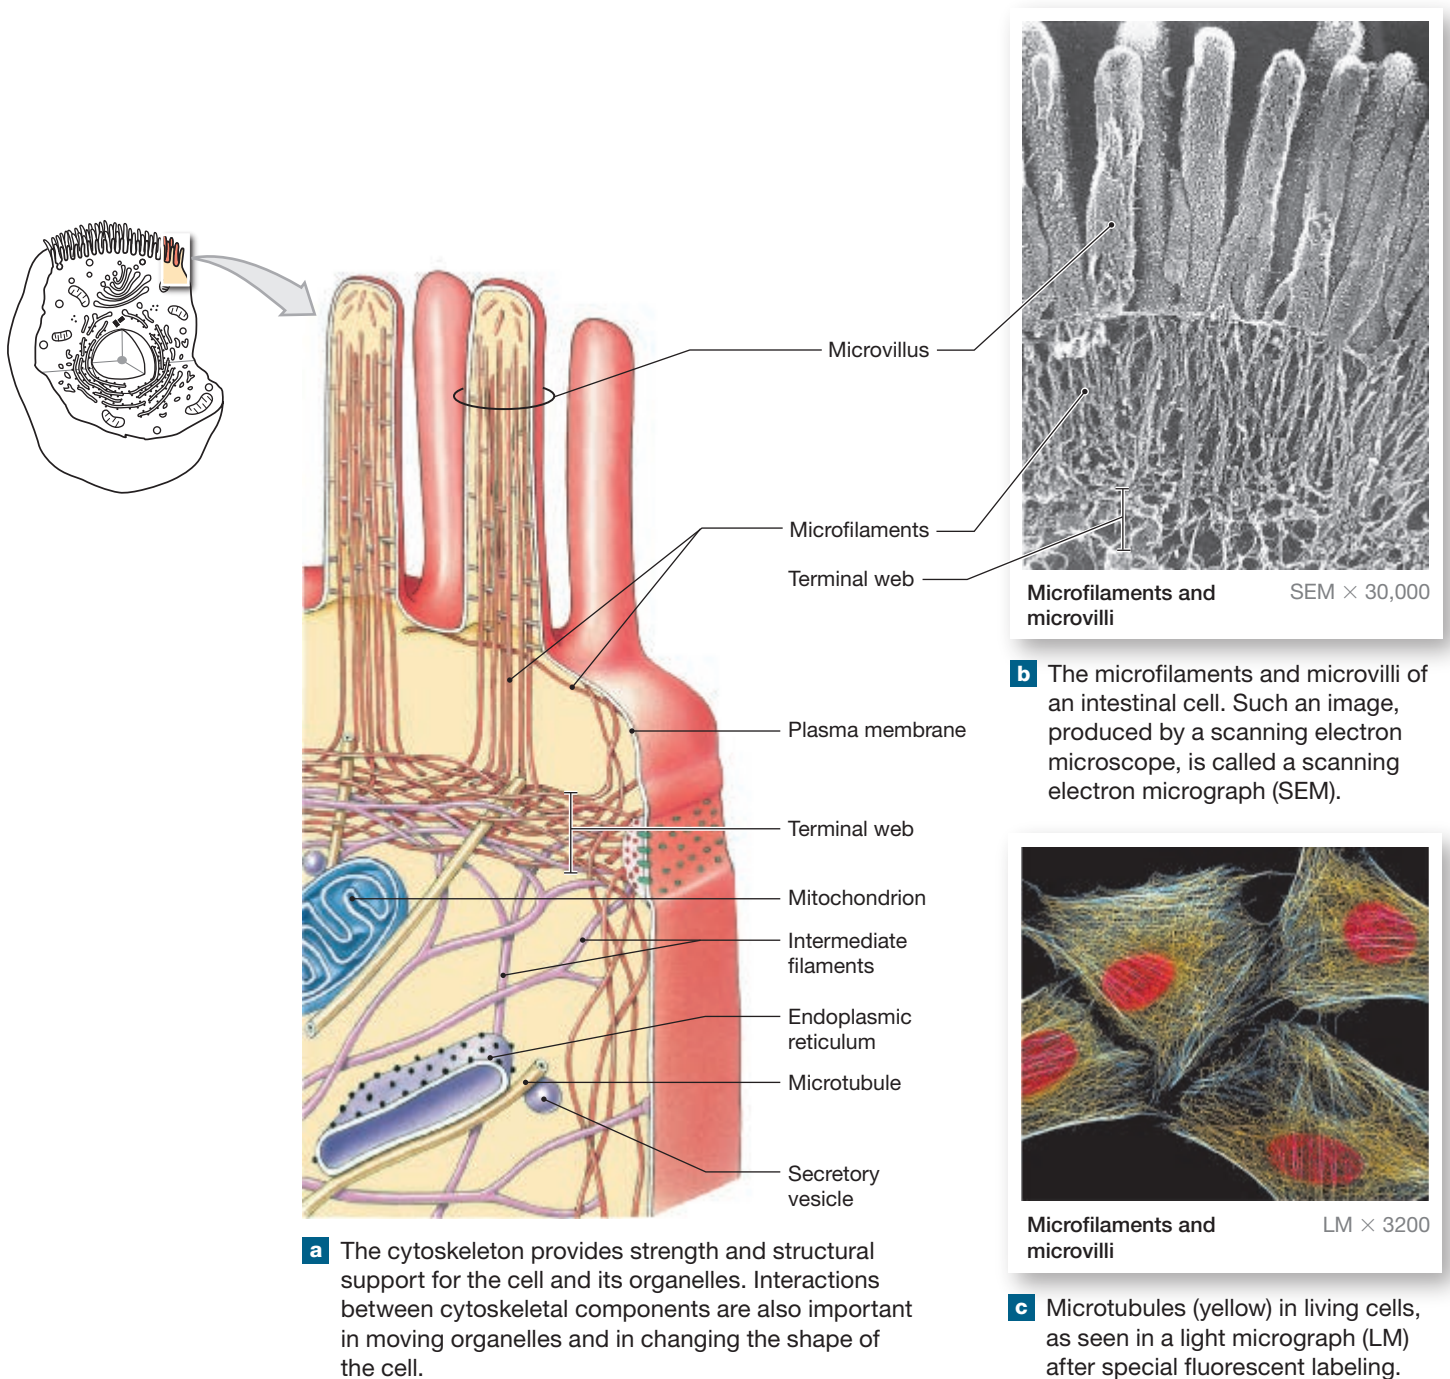 Microvillus
Microfilaments
Terminal web
Plasma membrane
Terminal web
Mitochondrion
Intermediate
filaments
Endoplasmic
reticulum
Microtubule
Secretory
vesicle
a The cytoskeleton provides strength and structural
support for the cell and its organelles. Interactions
between cytoskeletal components are also important
in moving organelles and in changing the shape of
the cell.
Microfilaments and
microvilli
SEM × 30,000
b The microfilaments and microvilli of
an intestinal cell. Such an image,
produced by a scanning electron
microscope, is called a scanning
electron micrograph (SEM).
Microfilaments and
microvilli
LM × 3200
c Microtubules (yellow) in living cells,
as seen in a light micrograph (LM)
after special fluorescent labeling.